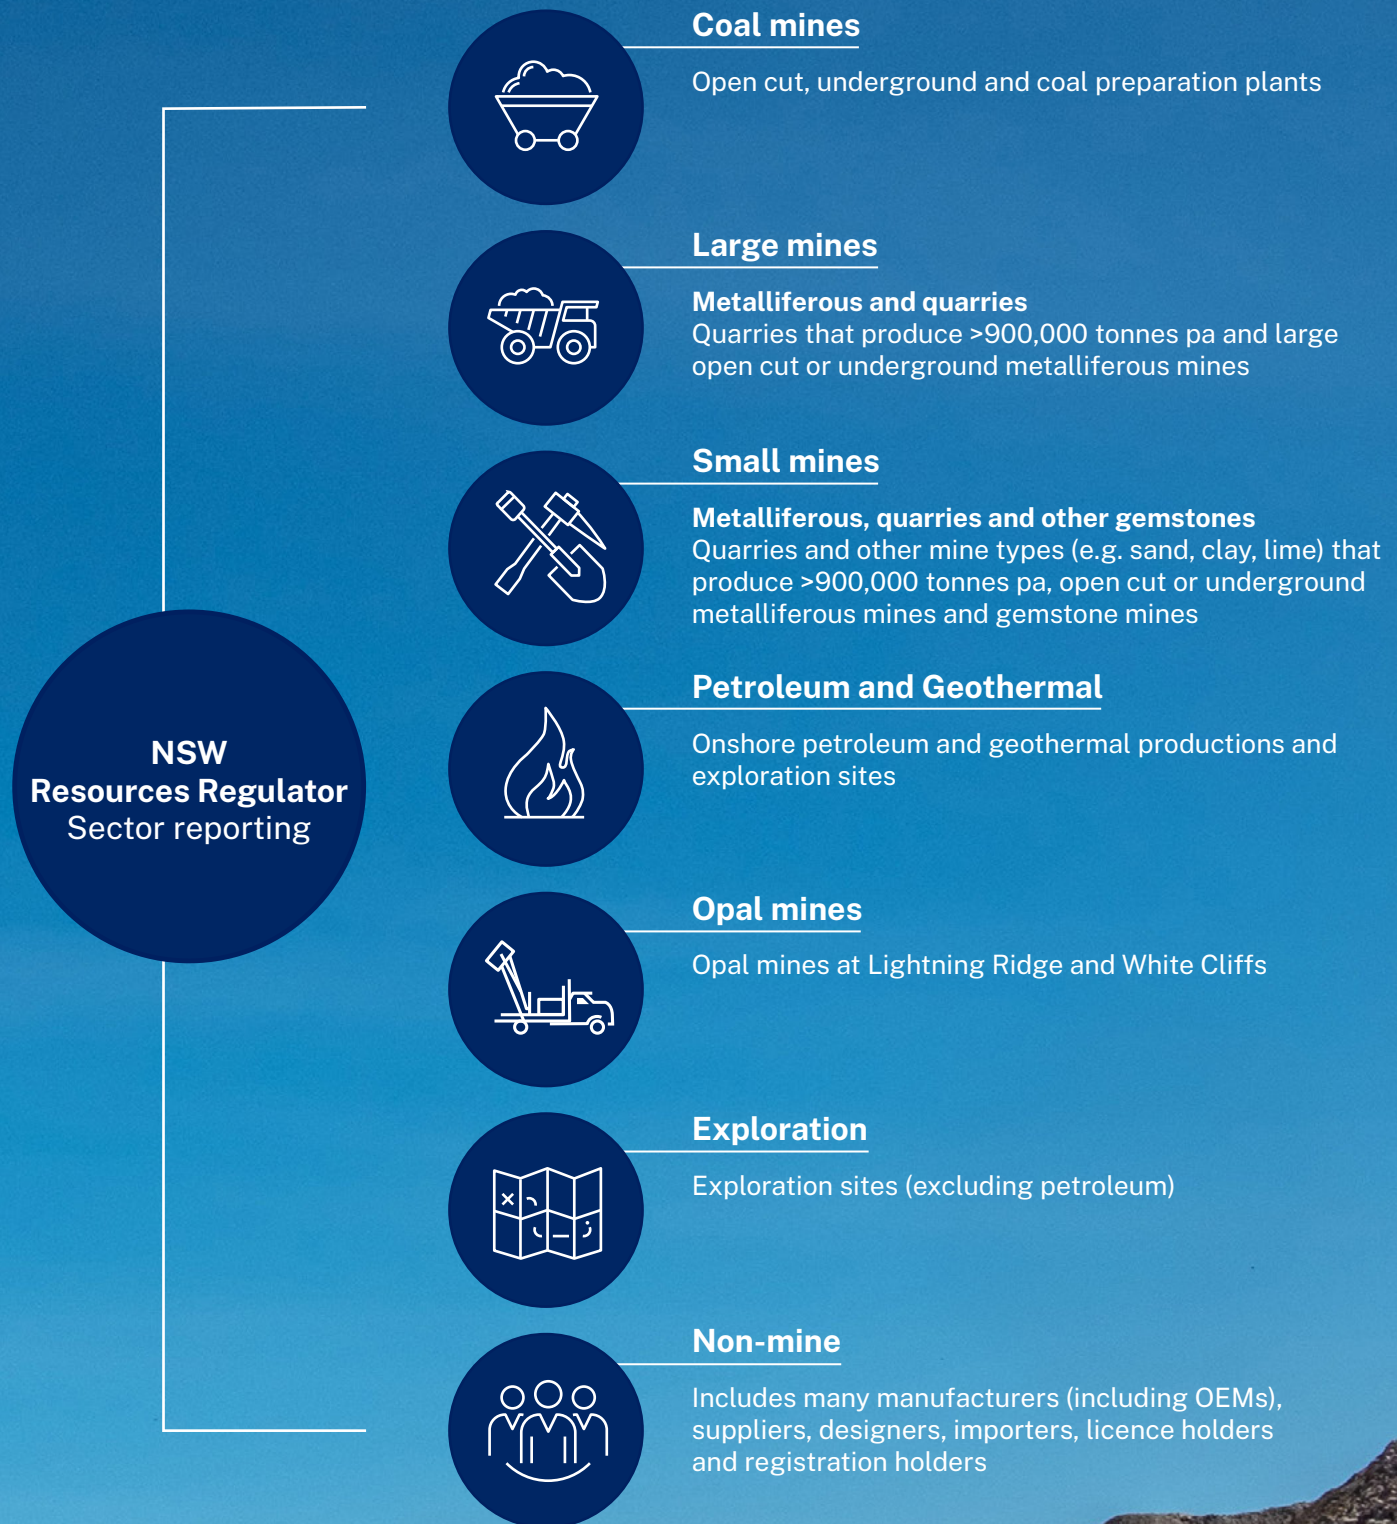 Coal mines
Open cut, underground and coal preparation plants
Large mines
Metalliferous and quarries
Quarries that produce >900,000 tonnes pa and large
open cut or underground metalliferous mines
Small mines
Metalliferous, quarries and other gemstones
Quarries and other mine types (e.g. sand, clay, lime) that
produce >900,000 tonnes pa, open cut or underground
metalliferous mines and gemstone mines
NSW
Resources Regulator
Sector reporting
Petroleum and Geothermal
Onshore petroleum and geothermal productions and
exploration sites
Opal mines
Opal mines at Lightning Ridge and White Cliffs
Exploration
Exploration sites (excluding petroleum)
Non-mine
Includes many manufacturers (including OEMs),
suppliers, designers, importers, licence holders
and registration holders